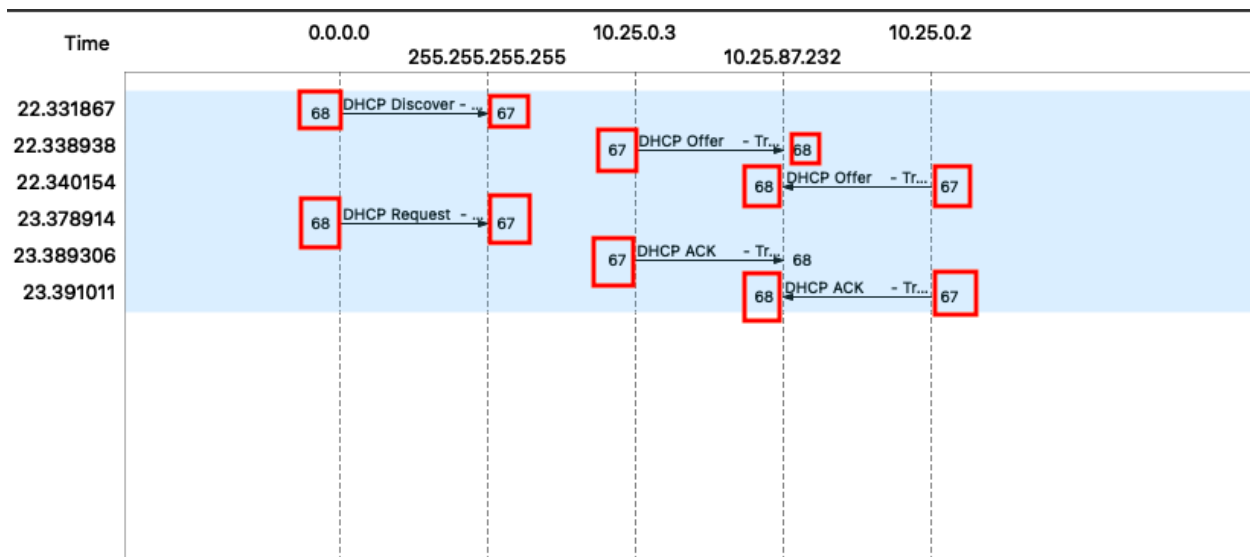 Time 0.0.0.0 10.25.0.3 10.25.0.2
255.255.255.255 10.25.87.232
22.331867 68 DHCP Discover - ... 67
22.338938 67 DHCP Offer - Tr... 68
22.340154 68 DHCP Offer - Tr... 67
23.378914 68 DHCP Request - ... 67
23.389306 67 DHCP ACK - Tr... 68
23.391011 68 DHCP ACK - Tr... 67